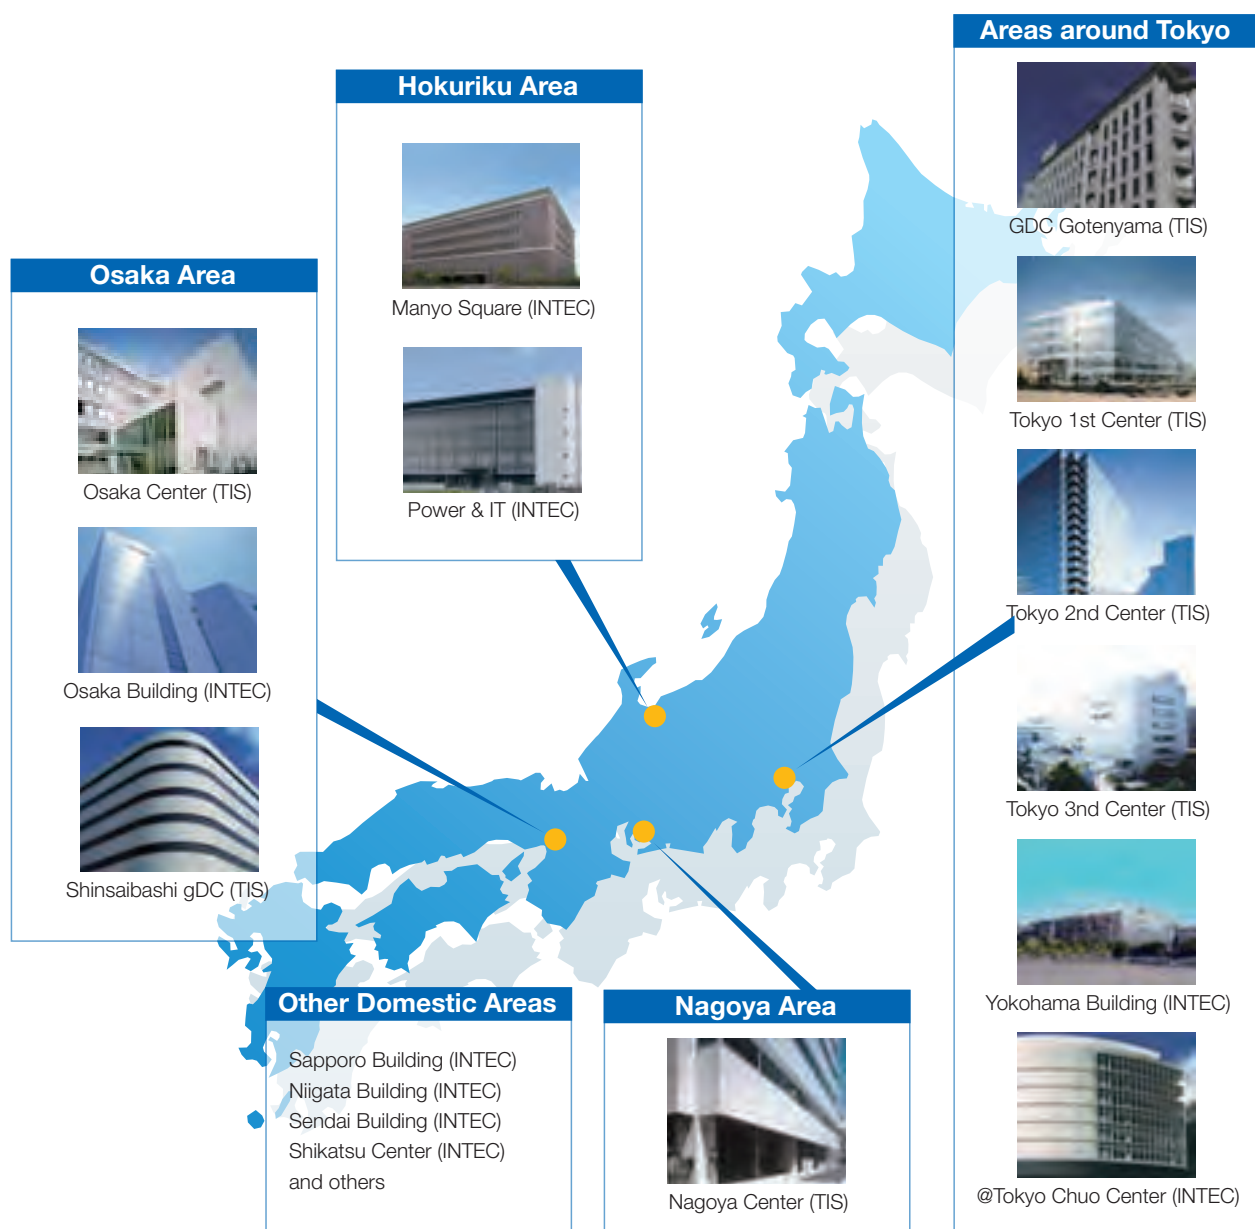 Areas around Tokyo
GDC Gotenyama (TIS)
Tokyo 1st Center (TIS)
Tokyo 2nd Center (TIS)
Tokyo 3nd Center (TIS)
Yokohama Building (INTEC)
@Tokyo Chuo Center (INTEC)
Hokuriku Area
Manyo Square (INTEC)
Power & IT (INTEC)
Osaka Area
Osaka Center (TIS)
Osaka Building (INTEC)
Shinsaibashi gDC (TIS)
Other Domestic Areas
Sapporo Building (INTEC)
Niigata Building (INTEC)
Sendai Building (INTEC)
Shikatsu Center (INTEC)
and others
Nagoya Area
Nagoya Center (TIS)